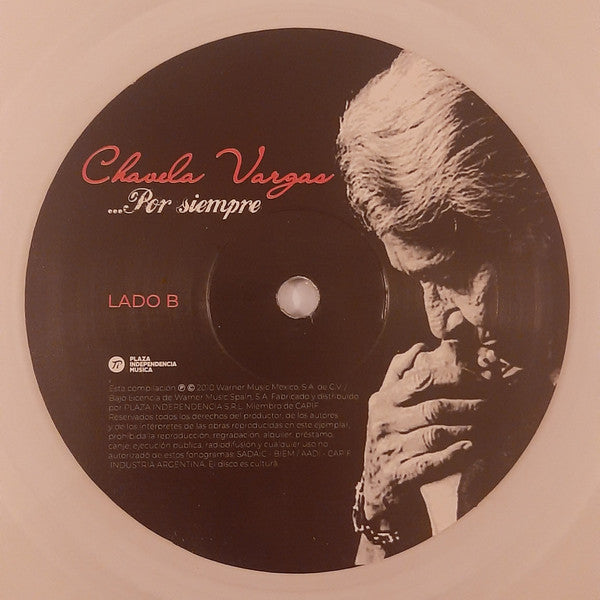 Chavela Vargas
...Por siempre
LADO B
PLAZA
INDEPENDENCIA
MUSICA
Esta compilación ℗ © 2010 Warner Music Mexico, S.A. de C.V. /
Bajo Licencia de Warner Music Spain, S.A. Fabricado y distribuido
por PLAZA INDEPENDENCIA S.R.L. Miembro de CAPIF.
Reservados todos los derechos del productor, de los autores
y de los intérpretes de las obras reproducidas en este ejemplar,
prohibida la reproducción, regrabación, alquiler, préstamo,
canje, ejecución pública, radiodifusión y cualquier uso no
autorizado de estos fonogramas. SADAIC - BIEM / AADI - CAPIF
INDUSTRIA ARGENTINA. El disco es cultura.